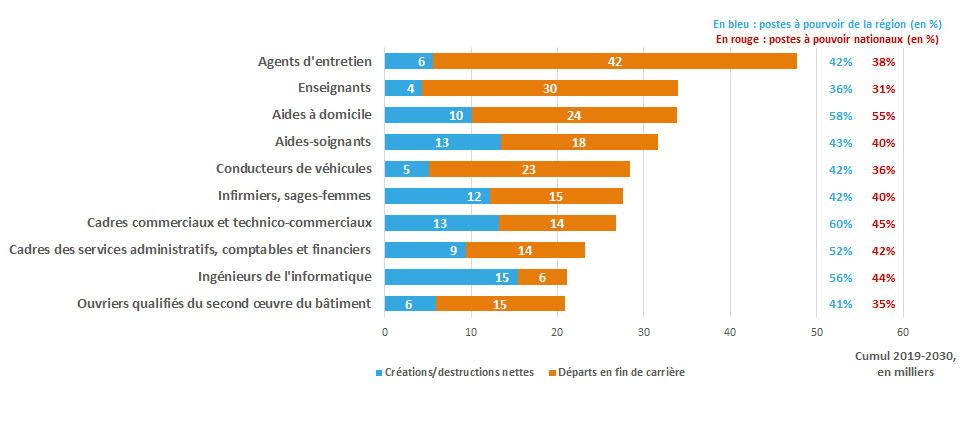 En bleu : postes à pourvoir de la région (en %)
En rouge : postes à pouvoir nationaux (en %)
Agents d'entretien 6 42 42% 38%
Enseignants 4 30 36% 31%
Aides à domicile 10 24 58% 55%
Aides-soignants 13 18 43% 40%
Conducteurs de véhicules 5 23 42% 36%
Infirmiers, sages-femmes 12 15 42% 40%
Cadres commerciaux et technico-commerciaux 13 14 60% 45%
Cadres des services administratifs, comptables et financiers 9 14 52% 42%
Ingénieurs de l'informatique 15 6 56% 44%
Ouvriers qualifiés du second œuvre du bâtiment 6 15 41% 35%
0 10 20 30 40 50 60
Cumul 2019-2030,
en milliers
Créations/destructions nettes Départs en fin de carrière